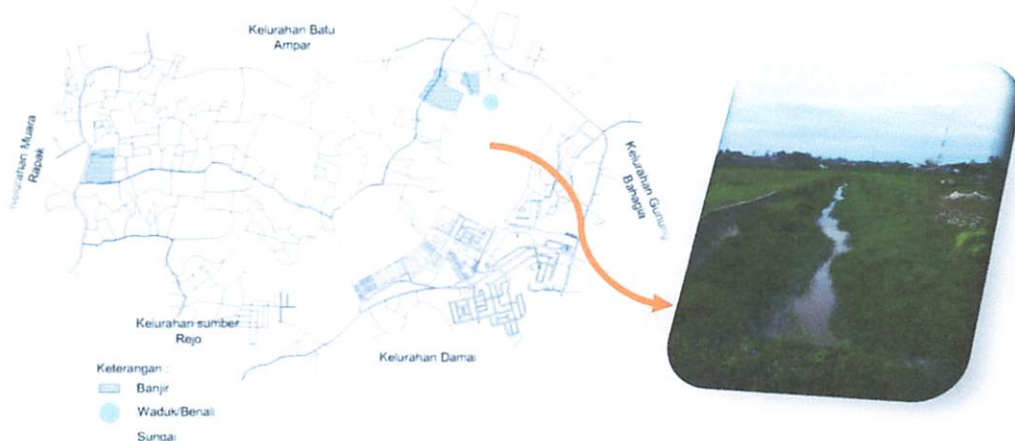 Kelurahan Batu
Ampar
Kelurahan Muara
Rapak
Kelurahan Gunung
Bahagia
Kelurahan sumber
Rejo
Kelurahan Damai
Keterangan :
Banjir
Waduk/Benali
Sungai